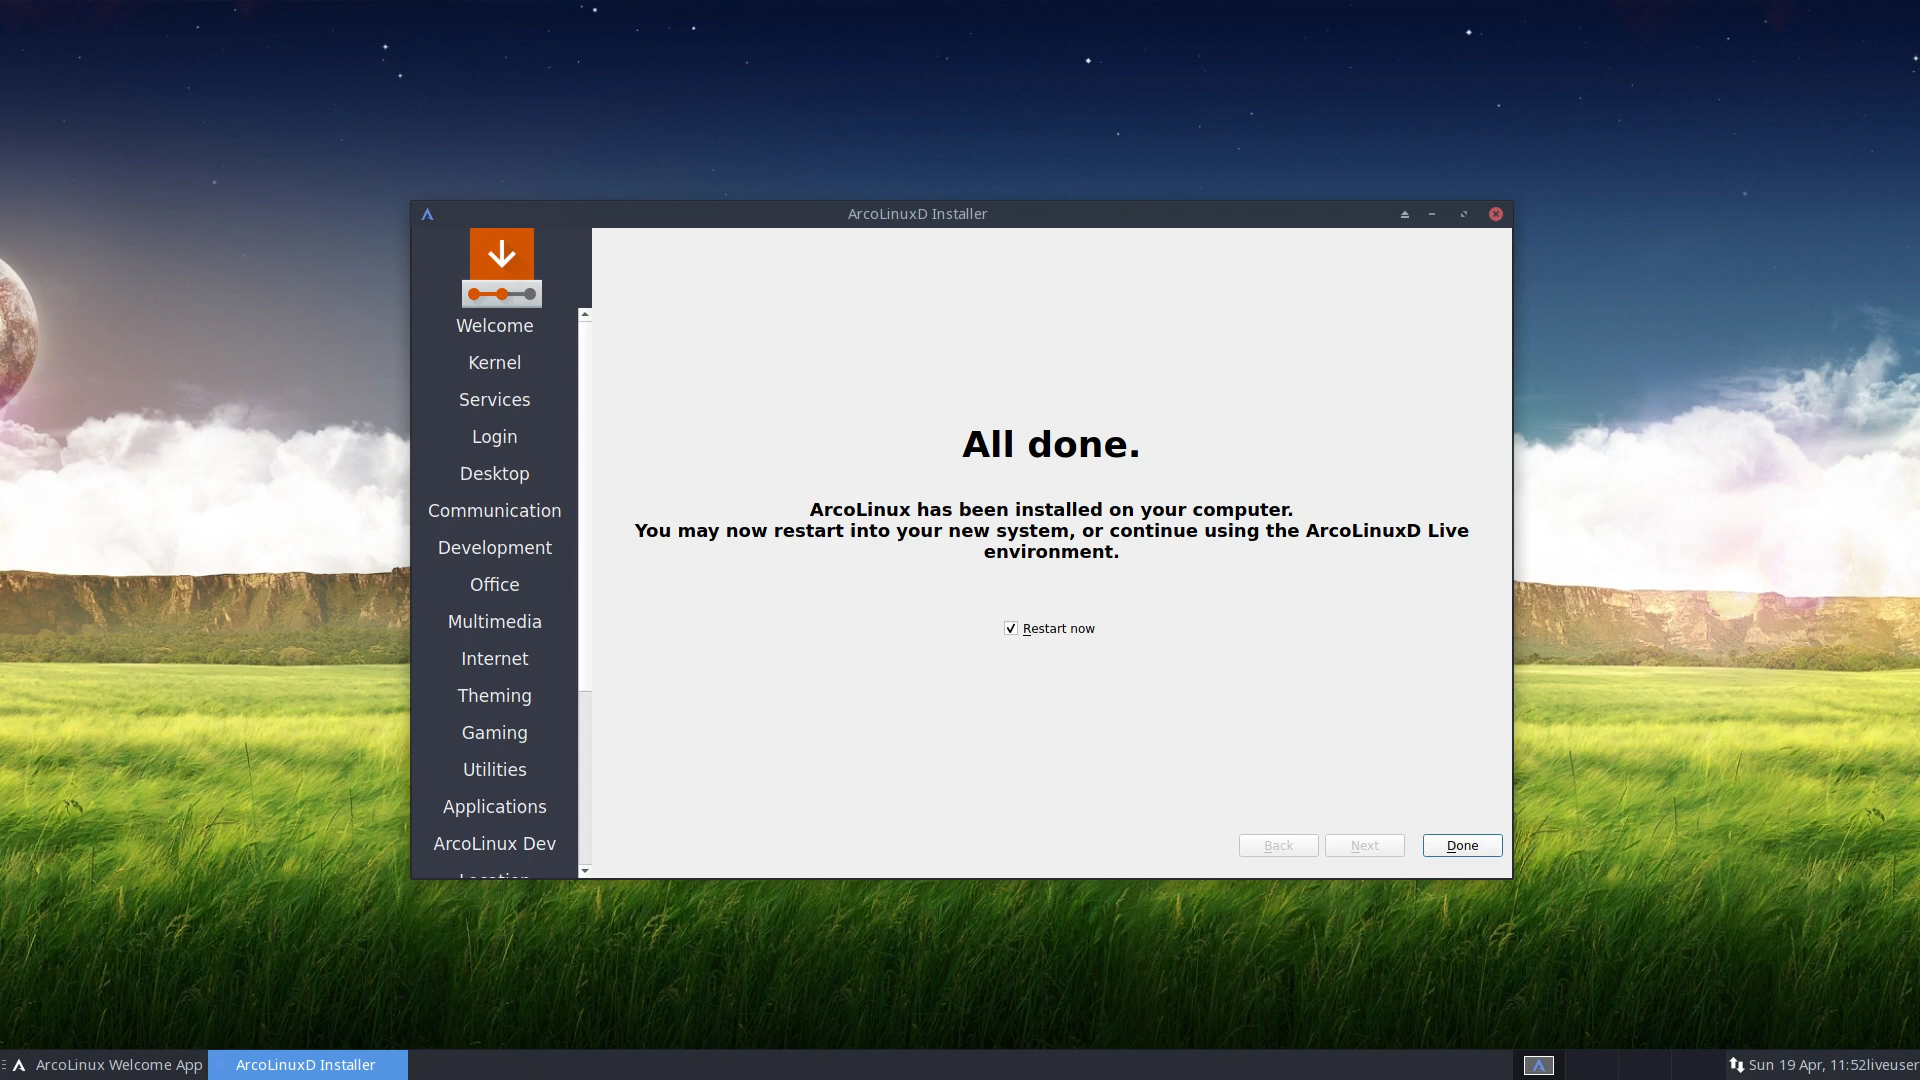 ArcoLinuxD Installer
Welcome
Kernel
Services
Login
Desktop
Communication
Development
Office
Multimedia
Internet
Theming
Gaming
Utilities
Applications
ArcoLinux Dev
Location
All done.
ArcoLinux has been installed on your computer.
You may now restart into your new system, or continue using the ArcoLinuxD Live
environment.
Restart now
Back
Next
Done
ArcoLinux Welcome App
ArcoLinuxD Installer
Sun 19 Apr, 11:52liveuser